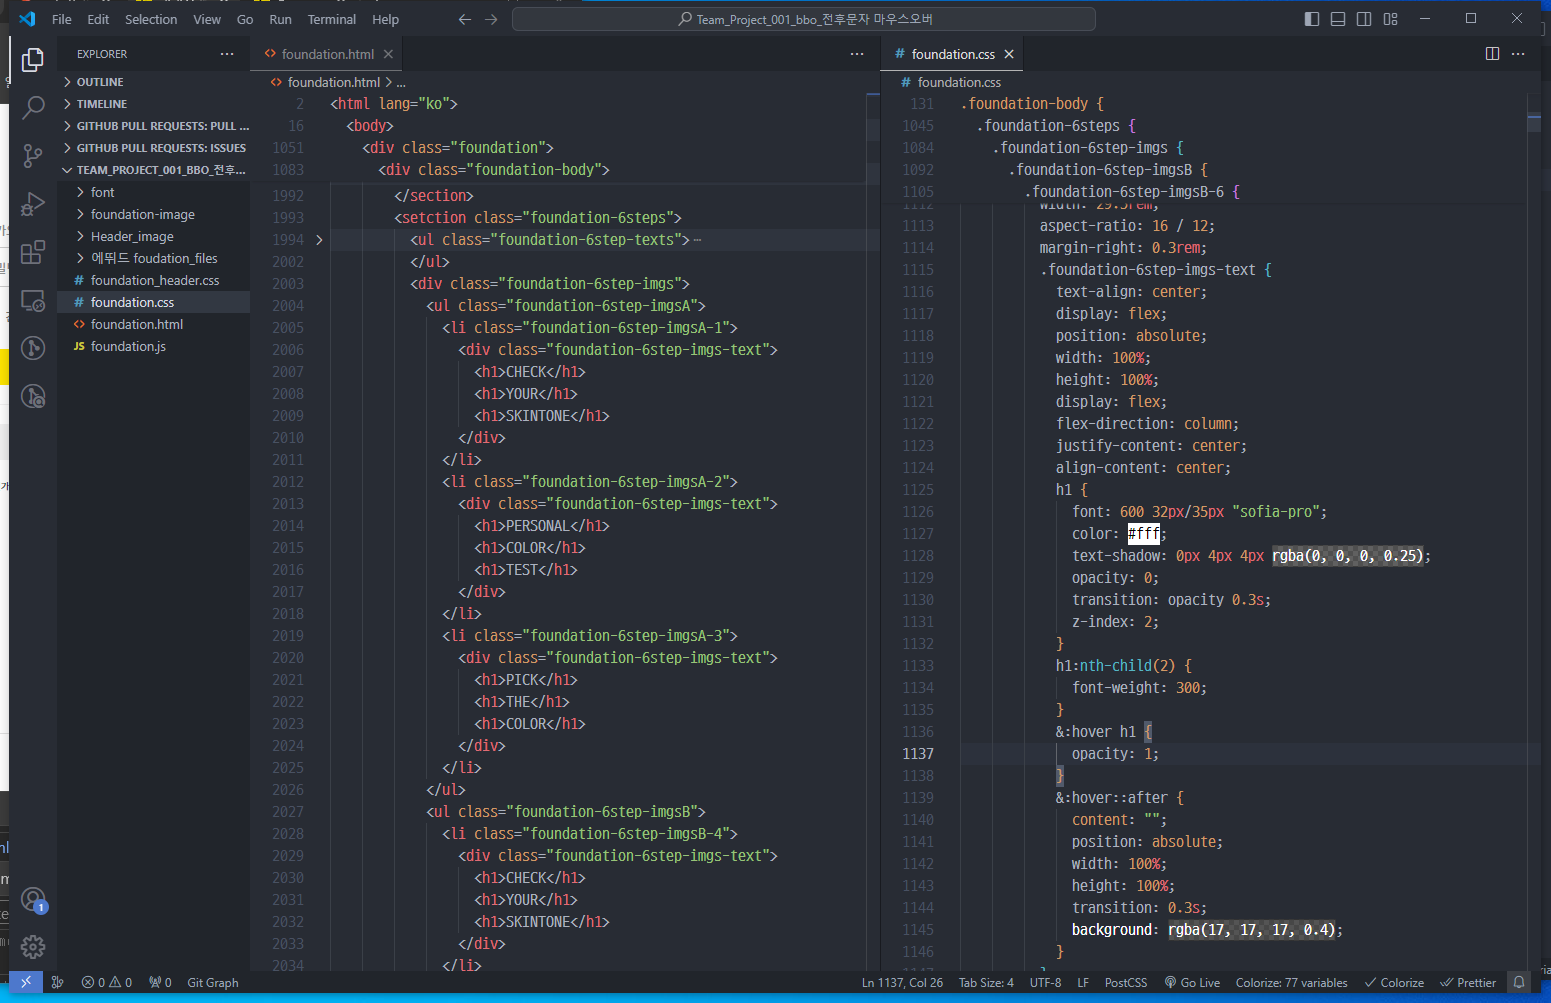 File Edit Selection View Go Run Terminal Help
Team_Project_001_bbo_전후문자 마우스오버
EXPLORER
OUTLINE
TIMELINE
GITHUB PULL REQUESTS: PULL ...
GITHUB PULL REQUESTS: ISSUES
TEAM_PROJECT_001_BBO_전후...
font
foundation-image
Header_image
에뛰드 foudation_files
# foundation_header.css
# foundation.css
<> foundation.html
JS foundation.js
<> foundation.html
<> foundation.html > ...
2 <html lang="ko">
16 <body>
1051 <div class="foundation">
1083 <div class="foundation-body">
1992 </section>
1993 <setction class="foundation-6steps">
1994 <ul class="foundation-6step-texts">…
2002 </ul>
2003 <div class="foundation-6step-imgs">
2004 <ul class="foundation-6step-imgsA">
2005 <li class="foundation-6step-imgsA-1">
2006 <div class="foundation-6step-imgs-text">
2007 <h1>CHECK</h1>
2008 <h1>YOUR</h1>
2009 <h1>SKINTONE</h1>
2010 </div>
2011 </li>
2012 <li class="foundation-6step-imgsA-2">
2013 <div class="foundation-6step-imgs-text">
2014 <h1>PERSONAL</h1>
2015 <h1>COLOR</h1>
2016 <h1>TEST</h1>
2017 </div>
2018 </li>
2019 <li class="foundation-6step-imgsA-3">
2020 <div class="foundation-6step-imgs-text">
2021 <h1>PICK</h1>
2022 <h1>THE</h1>
2023 <h1>COLOR</h1>
2024 </div>
2025 </li>
2026 </ul>
2027 <ul class="foundation-6step-imgsB">
2028 <li class="foundation-6step-imgsB-4">
2029 <div class="foundation-6step-imgs-text">
2030 <h1>CHECK</h1>
2031 <h1>YOUR</h1>
2032 <h1>SKINTONE</h1>
2033 </div>
2034 </li>
# foundation.css
# foundation.css
131 .foundation-body {
1045 .foundation-6steps {
1084 .foundation-6step-imgs {
1092 .foundation-6step-imgsB {
1105 .foundation-6step-imgsB-6 {
1112 width: 29.5rem;
1113 aspect-ratio: 16 / 12;
1114 margin-right: 0.3rem;
1115 .foundation-6step-imgs-text {
1116 text-align: center;
1117 display: flex;
1118 position: absolute;
1119 width: 100%;
1120 height: 100%;
1121 display: flex;
1122 flex-direction: column;
1123 justify-content: center;
1124 align-content: center;
1125 h1 {
1126 font: 600 32px/35px "sofia-pro";
1127 color: #fff;
1128 text-shadow: 0px 4px 4px rgba(0, 0, 0, 0.25);
1129 opacity: 0;
1130 transition: opacity 0.3s;
1131 z-index: 2;
1132 }
1133 h1:nth-child(2) {
1134 font-weight: 300;
1135 }
1136 &:hover h1 {
1137 opacity: 1;
1138 }
1139 &:hover::after {
1140 content: "";
1141 position: absolute;
1142 width: 100%;
1143 height: 100%;
1144 transition: 0.3s;
1145 background: rgba(17, 17, 17, 0.4);
1146 }
1
0 0 0 Git Graph
Ln 1137, Col 26 Tab Size: 4 UTF-8 LF PostCSS Go Live Colorize: 77 variables Colorize Prettier